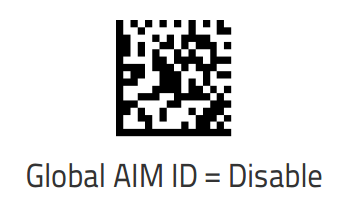 Global AIM ID = Disable